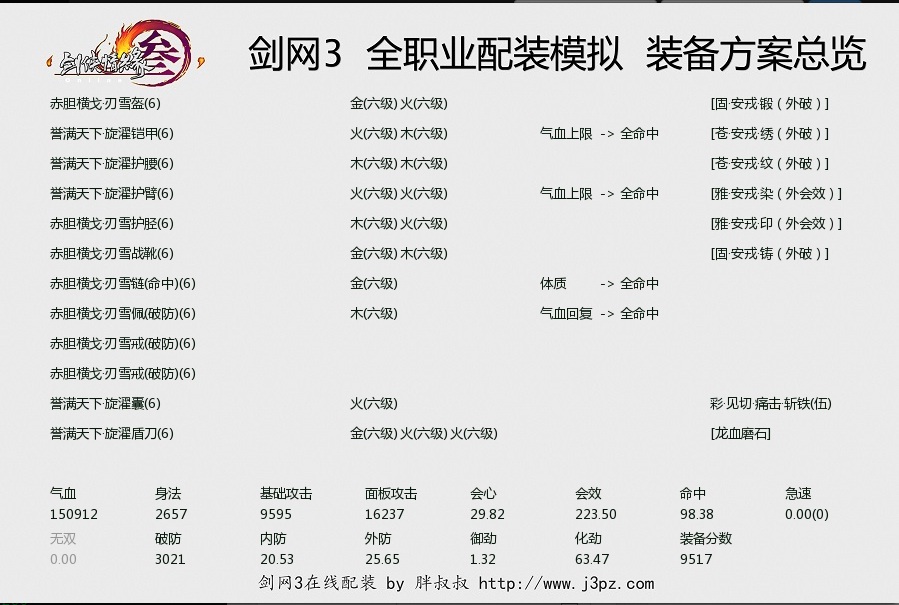 剑侠情缘 叁
剑网3 全职业配装模拟 装备方案总览
赤胆横戈·刃雪盔(6) 金(六级) 火(六级) [固·安戎·锻（外破）]
誉满天下·旋濯铠甲(6) 火(六级) 木(六级) 气血上限 -> 全命中 [苍·安戎·绣（外破）]
誉满天下·旋濯护腰(6) 木(六级) 木(六级) [苍·安戎·纹（外破）]
誉满天下·旋濯护臂(6) 火(六级) 火(六级) 气血上限 -> 全命中 [雅·安戎·染（外会效）]
赤胆横戈·刃雪护胫(6) 木(六级) 火(六级) [雅·安戎·印（外会效）]
赤胆横戈·刃雪战靴(6) 金(六级) 木(六级) [固·安戎·铸（外破）]
赤胆横戈·刃雪链(命中)(6) 金(六级) 体质 -> 全命中
赤胆横戈·刃雪佩(破防)(6) 木(六级) 气血回复 -> 全命中
赤胆横戈·刃雪戒(破防)(6)
赤胆横戈·刃雪戒(破防)(6)
誉满天下·旋濯囊(6) 火(六级) 彩·见切·痛击·斩铁(伍)
誉满天下·旋濯盾刀(6) 金(六级) 火(六级) 火(六级) [龙血磨石]
气血 身法 基础攻击 面板攻击 会心 会效 命中 急速
150912 2657 9595 16237 29.82 223.50 98.38 0.00(0)
无双 破防 内防 外防 御劲 化劲 装备分数
0.00 3021 20.53 25.65 1.32 63.47 9517
剑网3在线配装 by 胖叔叔 http://www.j3pz.com